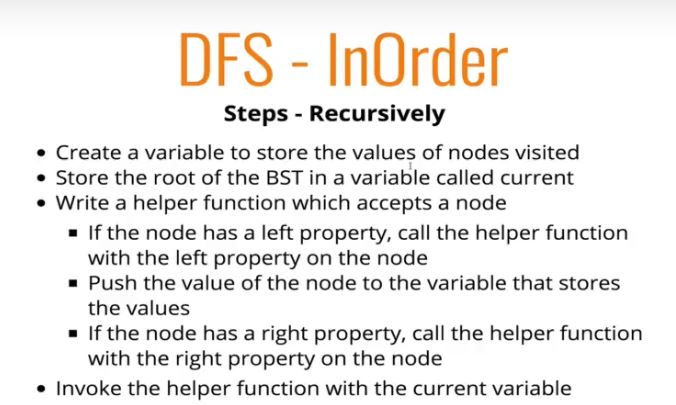 DFS - InOrder
Steps - Recursively
• Create a variable to store the values of nodes visited
• Store the root of the BST in a variable called current
• Write a helper function which accepts a node
▪ If the node has a left property, call the helper function
with the left property on the node
▪ Push the value of the node to the variable that stores
the values
▪ If the node has a right property, call the helper function
with the right property on the node
• Invoke the helper function with the current variable